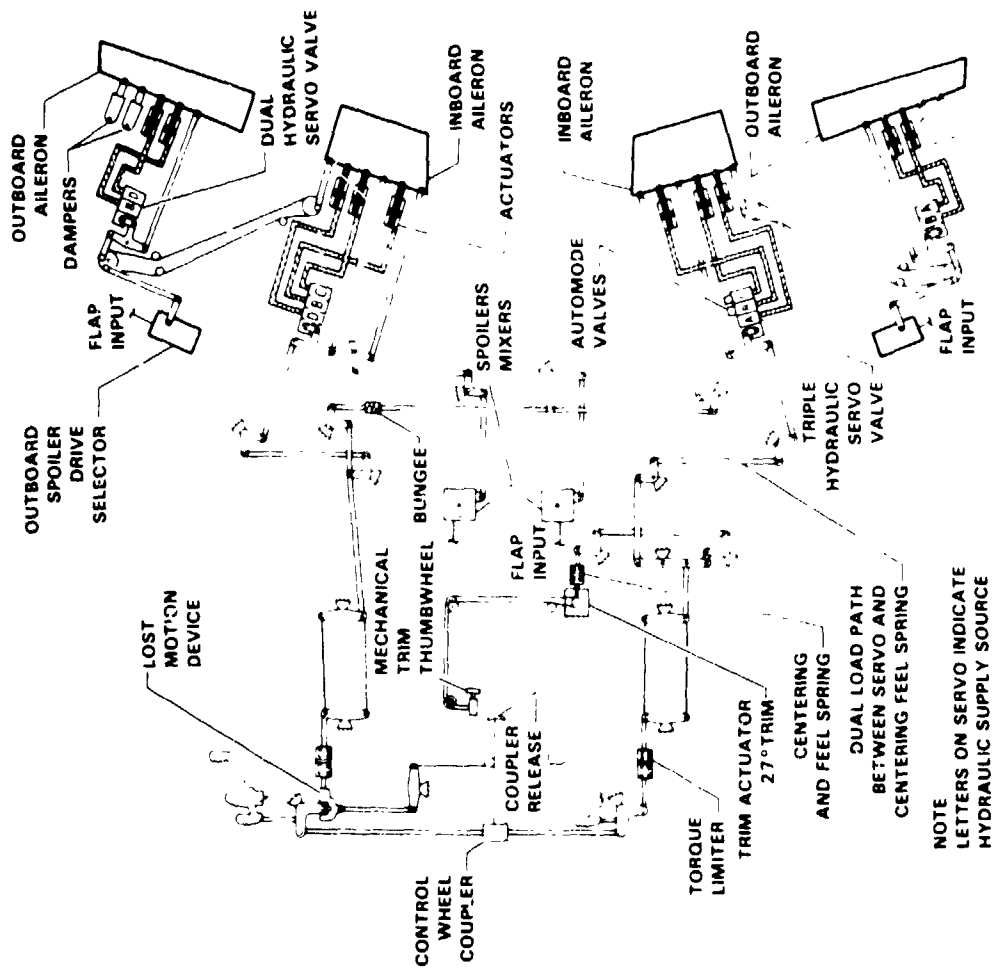 OUTBOARD
AILERON
DAMPERS
DUAL
HYDRAULIC
SERVO VALVE
INBOARD
AILERON
ACTUATORS
INBOARD
AILERON
OUTBOARD
AILERON
FLAP
INPUT
OUTBOARD
SPOILER
DRIVE
SELECTOR
SPOILERS
MIXERS
AUTOMODE
VALVES
FLAP
INPUT
TRIPLE
HYDRAULIC
SERVO
VALVE
BUNGEE
LOST
MOTION
DEVICE
MECHANICAL
TRIM
THUMBWHEEL
FLAP
INPUT
COUPLER
RELEASE
CONTROL
WHEEL
COUPLER
TORQUE
LIMITER
TRIM ACTUATOR
27° TRIM
CENTERING
AND FEEL SPRING
DUAL LOAD PATH
BETWEEN SERVO AND
CENTERING FEEL SPRING
NOTE
LETTERS ON SERVO INDICATE
HYDRAULIC SUPPLY SOURCE
D B C
B A